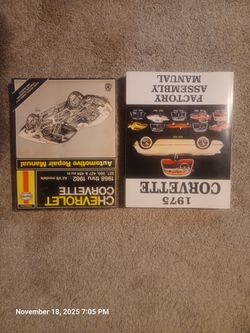 CHEVROLET
CORVETTE
1968 thru 1982
All V8 models
327, 350, 427 & 454 cu in
Automotive Repair Manual
1975
CORVETTE
FACTORY
ASSEMBLY
MANUAL
November 18, 2025 7:05 PM